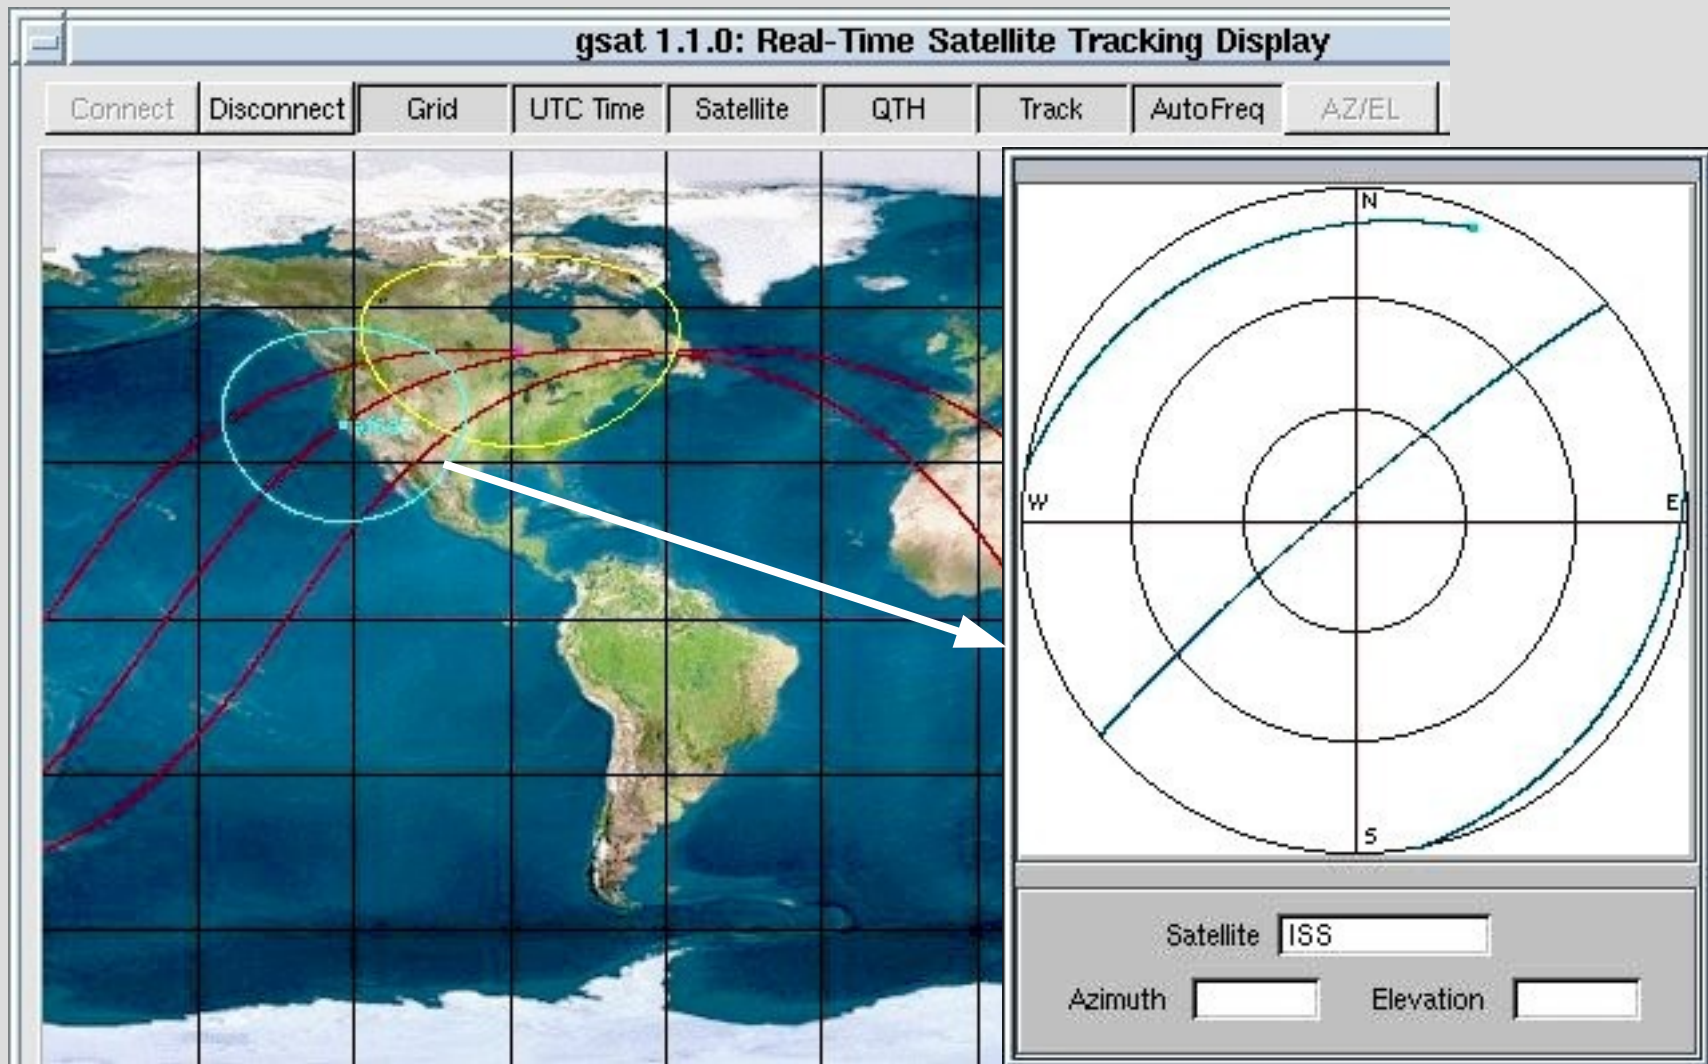 gsat 1.1.0: Real-Time Satellite Tracking Display
Connect Disconnect Grid UTC Time Satellite QTH Track AutoFreq AZ/EL
N
W E
S
Satellite ISS
Azimuth Elevation